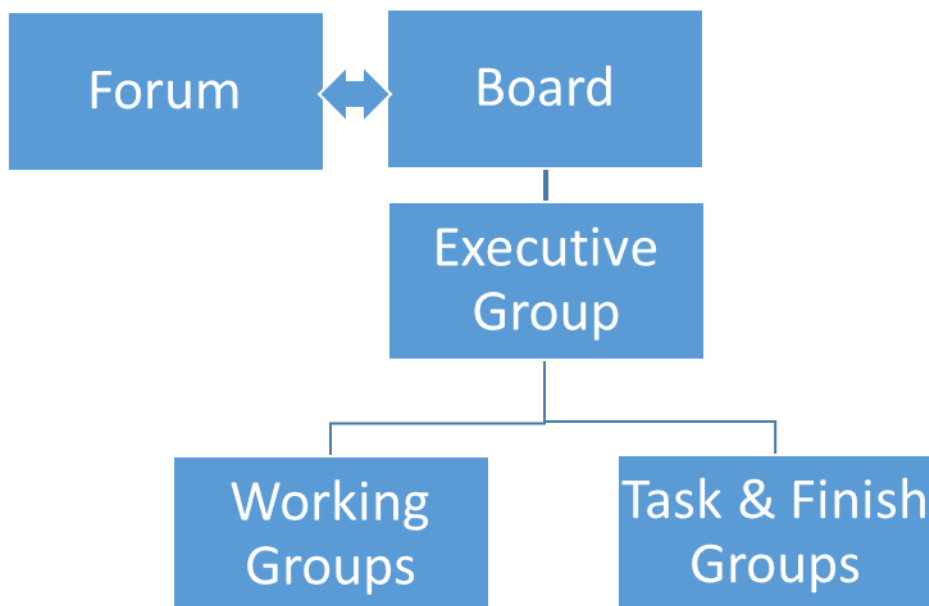 Forum
Board
Executive
Group
Working
Groups
Task & Finish
Groups